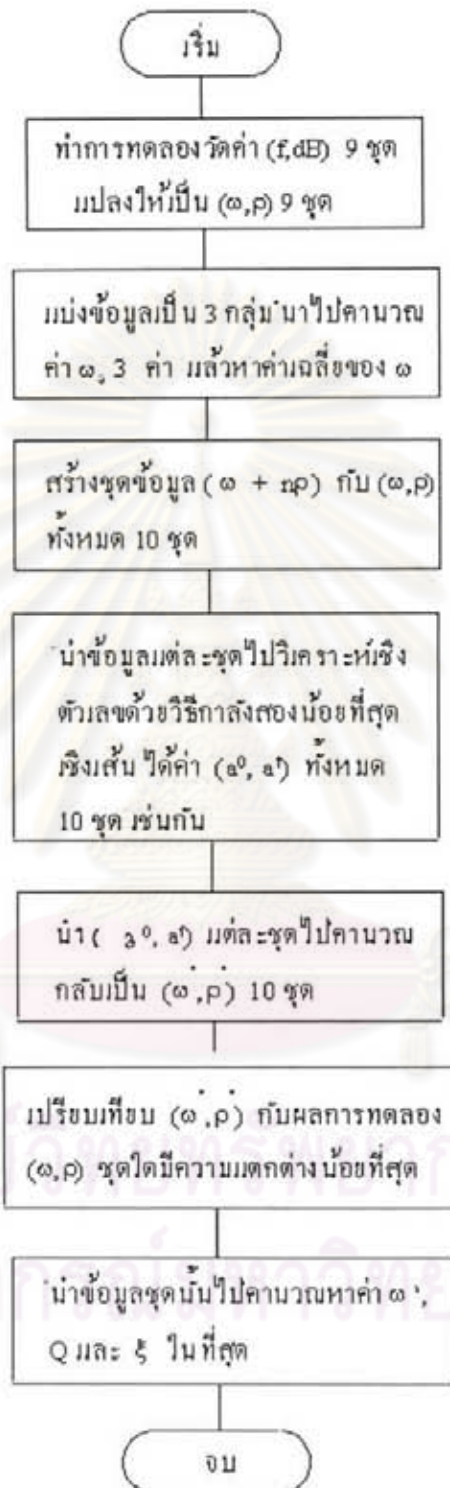 เริ่ม
ทำการทดลองวัดค่า (f,dB) 9 ชุด
แปลงให้เป็น (ω,ρ) 9 ชุด
แบ่งข้อมูลเป็น 3 กลุ่ม นำไปคำนวณ
ค่า ω₀ 3 ค่า แล้วหาค่าเฉลี่ยของ ω
สร้างชุดข้อมูล ( ω + nρ) กับ (ω,ρ)
ทั้งหมด 10 ชุด
นำข้อมูลแต่ละชุดไปวิเคราะห์เชิง
ตัวเลขด้วยวิธีกำลังสองน้อยที่สุด
เชิงเส้น ได้ค่า (a⁰, a¹) ทั้งหมด
10 ชุด เช่นกัน
นำ ( a⁰, a¹) แต่ละชุดไปคำนวณ
กลับเป็น (ω*,ρ*) 10 ชุด
เปรียบเทียบ (ω*,ρ*) กับผลการทดลอง
(ω,ρ) ชุดใดมีความแตกต่างน้อยที่สุด
นำข้อมูลชุดนั้นไปคำนวณหาค่า ω',
Q และ ξ ในที่สุด
จบ